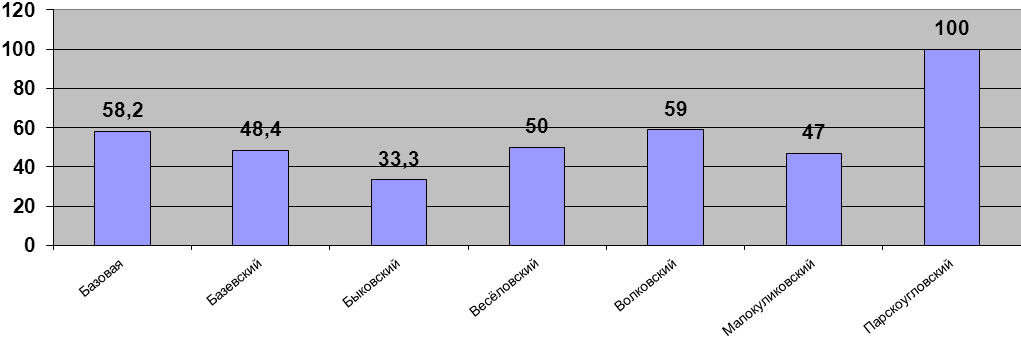 120
100
80
60
40
20
0
58,2
48,4
33,3
50
59
47
100
Базовая
Базевский
Быковский
Весёловский
Волковский
Малокуликовский
Парскоугловский